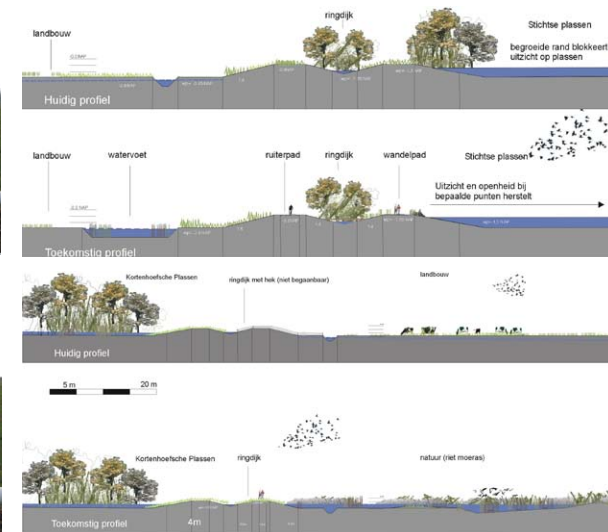 ringdijk
Stichtse plassen
landbouw
begroeide rand blokkeert
uitzicht op plassen
Huidig profiel
landbouw
watervoet
ruiterpad
ringdijk
wandelpad
Stichtse plassen
Uitzicht en openheid bij
bepaalde punten herstelt
Toekomstig profiel
Kortenhoefsche Plassen
ringdijk met hek (niet begaanbaar)
landbouw
Huidig profiel
5 m
20 m
Kortenhoefsche Plassen
ringdijk
natuur (riet moeras)
Toekomstig profiel
4m